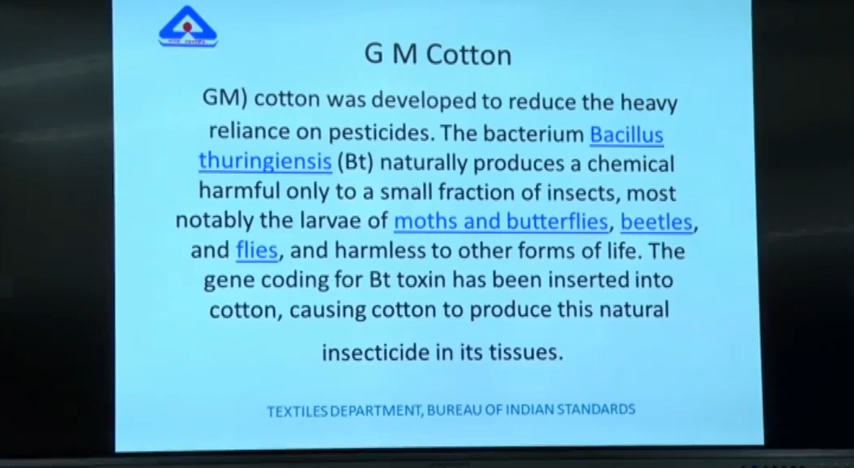 G M Cotton
GM) cotton was developed to reduce the heavy
reliance on pesticides. The bacterium Bacillus
thuringiensis (Bt) naturally produces a chemical
harmful only to a small fraction of insects, most
notably the larvae of moths and butterflies, beetles,
and flies, and harmless to other forms of life. The
gene coding for Bt toxin has been inserted into
cotton, causing cotton to produce this natural
insecticide in its tissues.
TEXTILES DEPARTMENT, BUREAU OF INDIAN STANDARDS